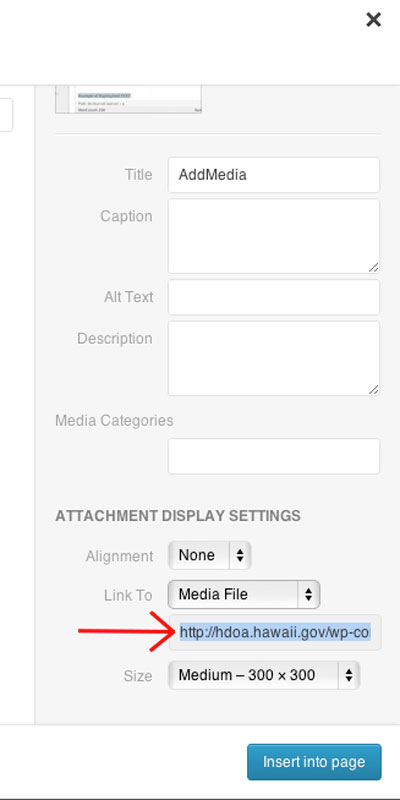 Title AddMedia
Caption
Alt Text
Description
Media Categories
ATTACHMENT DISPLAY SETTINGS
Alignment None
Link To Media File
http://hdoa.hawaii.gov/wp-co
Size Medium – 300 × 300
Insert into page